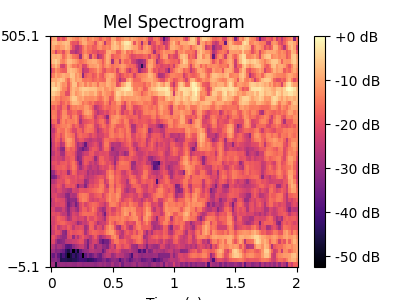 Mel Spectrogram
505.1
−5.1
0 0.5 1 1.5 2
+0 dB
-10 dB
-20 dB
-30 dB
-40 dB
-50 dB